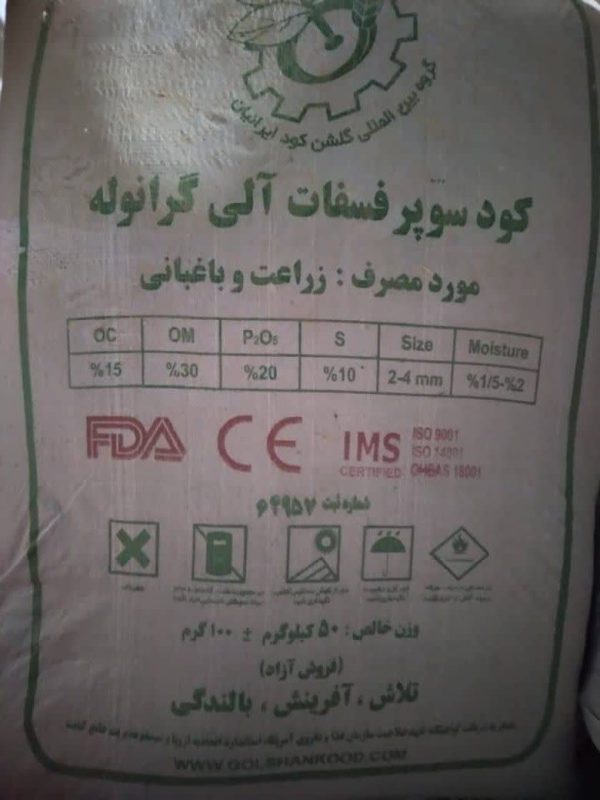 گروه بین المللی گلشن کود ایرانیان
کود سوپر فسفات آلی گرانوله
مورد مصرف : زراعت و باغبانی
OC OM P₂O₅ S Size Moisture
%15 %30 %20 %10 2-4 mm %1/5-%2
FDA CE IMS CERTIFIED
ISO 9001
ISO 14001
OHSAS 18001
شماره ثبت ۶۴۹۵۷
وزن خالص : ۵۰ کیلوگرم ± ۱۰۰ گرم
(فروش آزاد)
تلاش ، آفرینش ، بالندگی
WWW.GOLSHANKOOD.COM